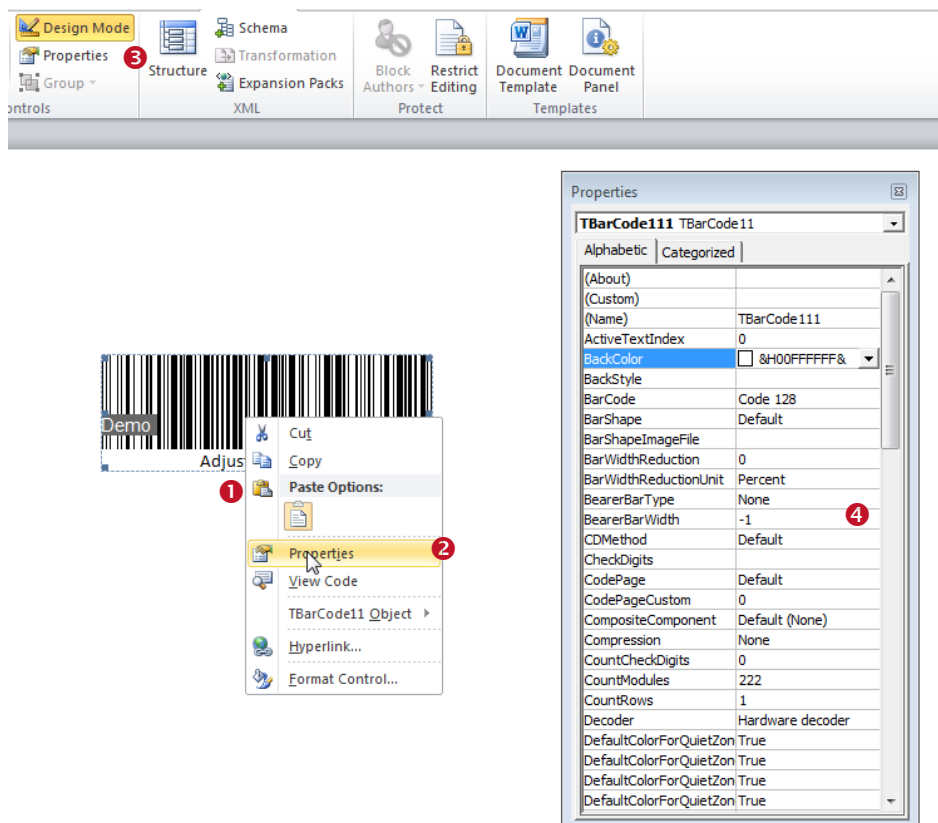 Design Mode
Properties
3
Group
ontrols
Structure
Schema
Transformation
Expansion Packs
XML
Block Authors
Restrict Editing
Protect
Document Template
Document Panel
Templates
Demo
Adjus
1
Cut
Copy
Paste Options:
Properties
2
View Code
TBarCode11 Object
Hyperlink...
Format Control...
Properties
TBarCode111 TBarCode11
Alphabetic Categorized
(About)
(Custom)
(Name) TBarCode111
ActiveTextIndex 0
BackColor &H00FFFFFF&
BackStyle
BarCode Code 128
BarShape Default
BarShapeImageFile
BarWidthReduction 0
BarWidthReductionUnit Percent
BearerBarType None
BearerBarWidth -1
4
CDMethod Default
CheckDigits
CodePage Default
CodePageCustom 0
CompositeComponent Default (None)
Compression None
CountCheckDigits 0
CountModules 222
CountRows 1
Decoder Hardware decoder
DefaultColorForQuietZon True
DefaultColorForQuietZon True
DefaultColorForQuietZon True
DefaultColorForQuietZon True